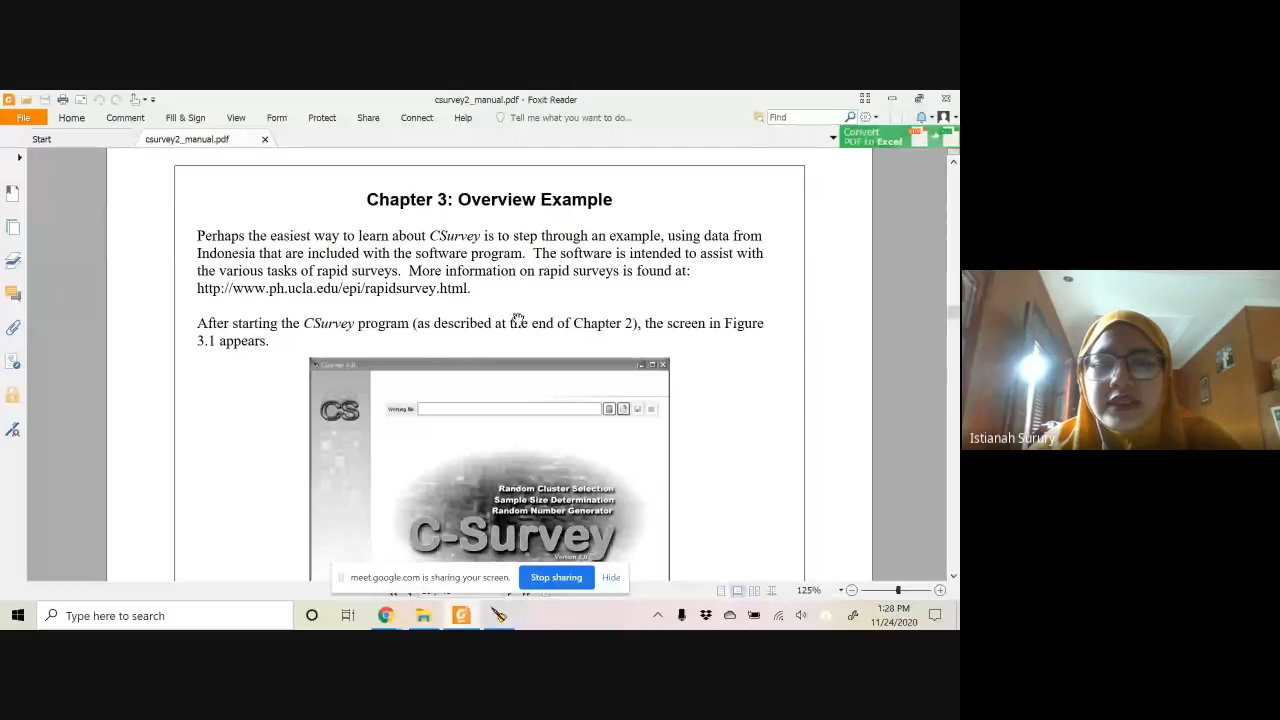 csurvey2_manual.pdf - Foxit Reader
File Home Comment Fill & Sign View Form Protect Share Connect Help Tell me what you want to do... Find
Start csurvey2_manual.pdf Convert
PDF to Excel
Chapter 3: Overview Example
Perhaps the easiest way to learn about CSurvey is to step through an example, using data from
Indonesia that are included with the software program. The software is intended to assist with
the various tasks of rapid surveys. More information on rapid surveys is found at:
http://www.ph.ucla.edu/epi/rapidsurvey.html.
After starting the CSurvey program (as described at the end of Chapter 2), the screen in Figure
3.1 appears.
CS
Working file
Random Cluster Selection
Sample Size Determination
Random Number Generator
C-Survey
meet.google.com is sharing your screen. Stop sharing Hide
125%
Type here to search
1:28 PM
11/24/2020
Istianah Surury